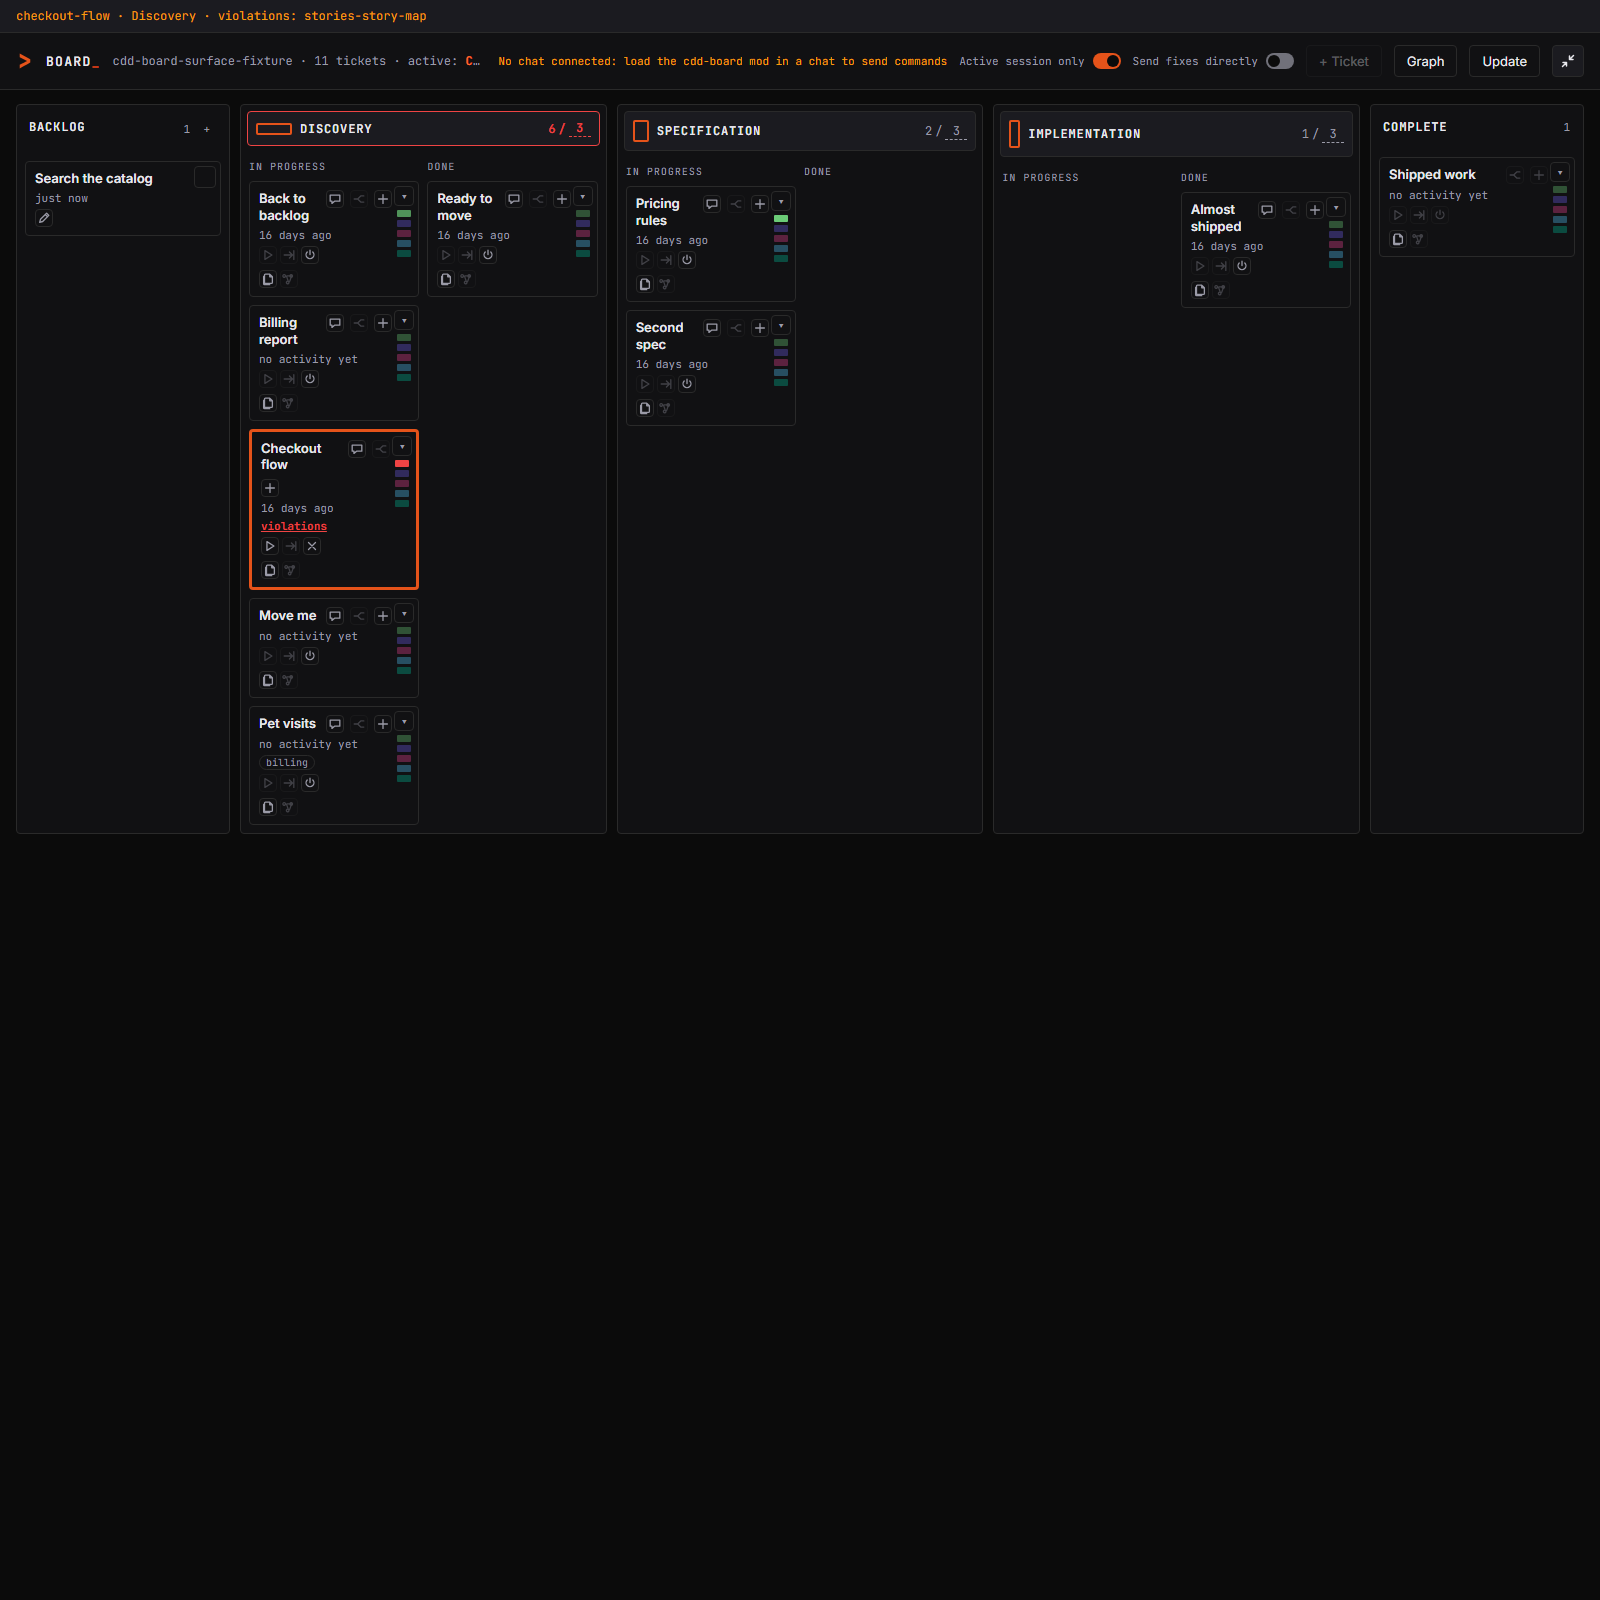 checkout-flow · Discovery · violations: stories-story-map
> BOARD_ cdd-board-surface-fixture · 11 tickets · active: C… No chat connected: load the cdd-board mod in a chat to send commands Active session only Send fixes directly + Ticket Graph Update
BACKLOG 1 +
Search the catalog
just now
DISCOVERY 6/ 3
IN PROGRESS
Back to
backlog
16 days ago
Billing
report
no activity yet
Checkout
flow
16 days ago
violations
Move me
no activity yet
Pet visits
no activity yet
billing
DONE
Ready to
move
16 days ago
SPECIFICATION 2/ 3
IN PROGRESS
Pricing
rules
16 days ago
Second
spec
16 days ago
DONE
IMPLEMENTATION 1/ 3
IN PROGRESS
DONE
Almost
shipped
16 days ago
COMPLETE 1
Shipped work
no activity yet